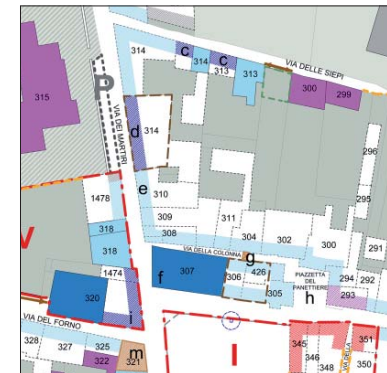 314
c
314
c
313
313
VIA DELLE SIEPI
300
299
315
P
VIA DEI MARTIRI
d
314
296
295
e
310
1478
309
311
308
304
302
300
318
318
VIA DELLA COLONNA
g
291
V
1474
f
307
306
426
305
PIAZZETTA
DEL
PANETTIERE
h
294
292
293
320
i
VIA DEL FORNO
328
327
325
322
m
321
I
345
346
348
VIA DELLA
351
350